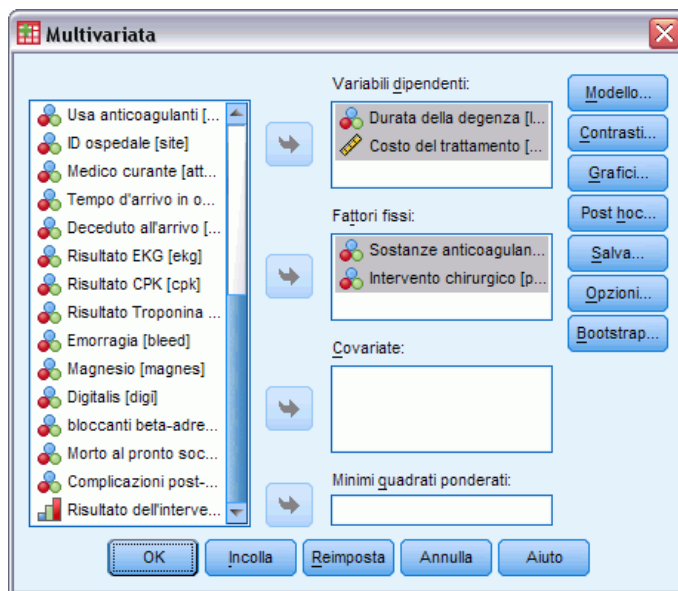 Multivariata
Usa anticoagulanti [...
ID ospedale [site]
Medico curante [att...
Tempo d'arrivo in o...
Deceduto all'arrivo [...
Risultato EKG [ekg]
Risultato CPK [cpk]
Risultato Troponina ...
Emorragia [bleed]
Magnesio [magnes]
Digitalis [digi]
bloccanti beta-adre...
Morto al pronto soc...
Complicazioni post-...
Risultato dell'interve...
Variabili dipendenti:
Durata della degenza [l...
Costo del trattamento [...
Fattori fissi:
Sostanze anticoagulan...
Intervento chirurgico [p...
Covariate:
Minimi quadrati ponderati:
Modello...
Contrasti...
Grafici...
Post hoc...
Salva...
Opzioni...
Bootstrap...
OK
Incolla
Reimposta
Annulla
Aiuto